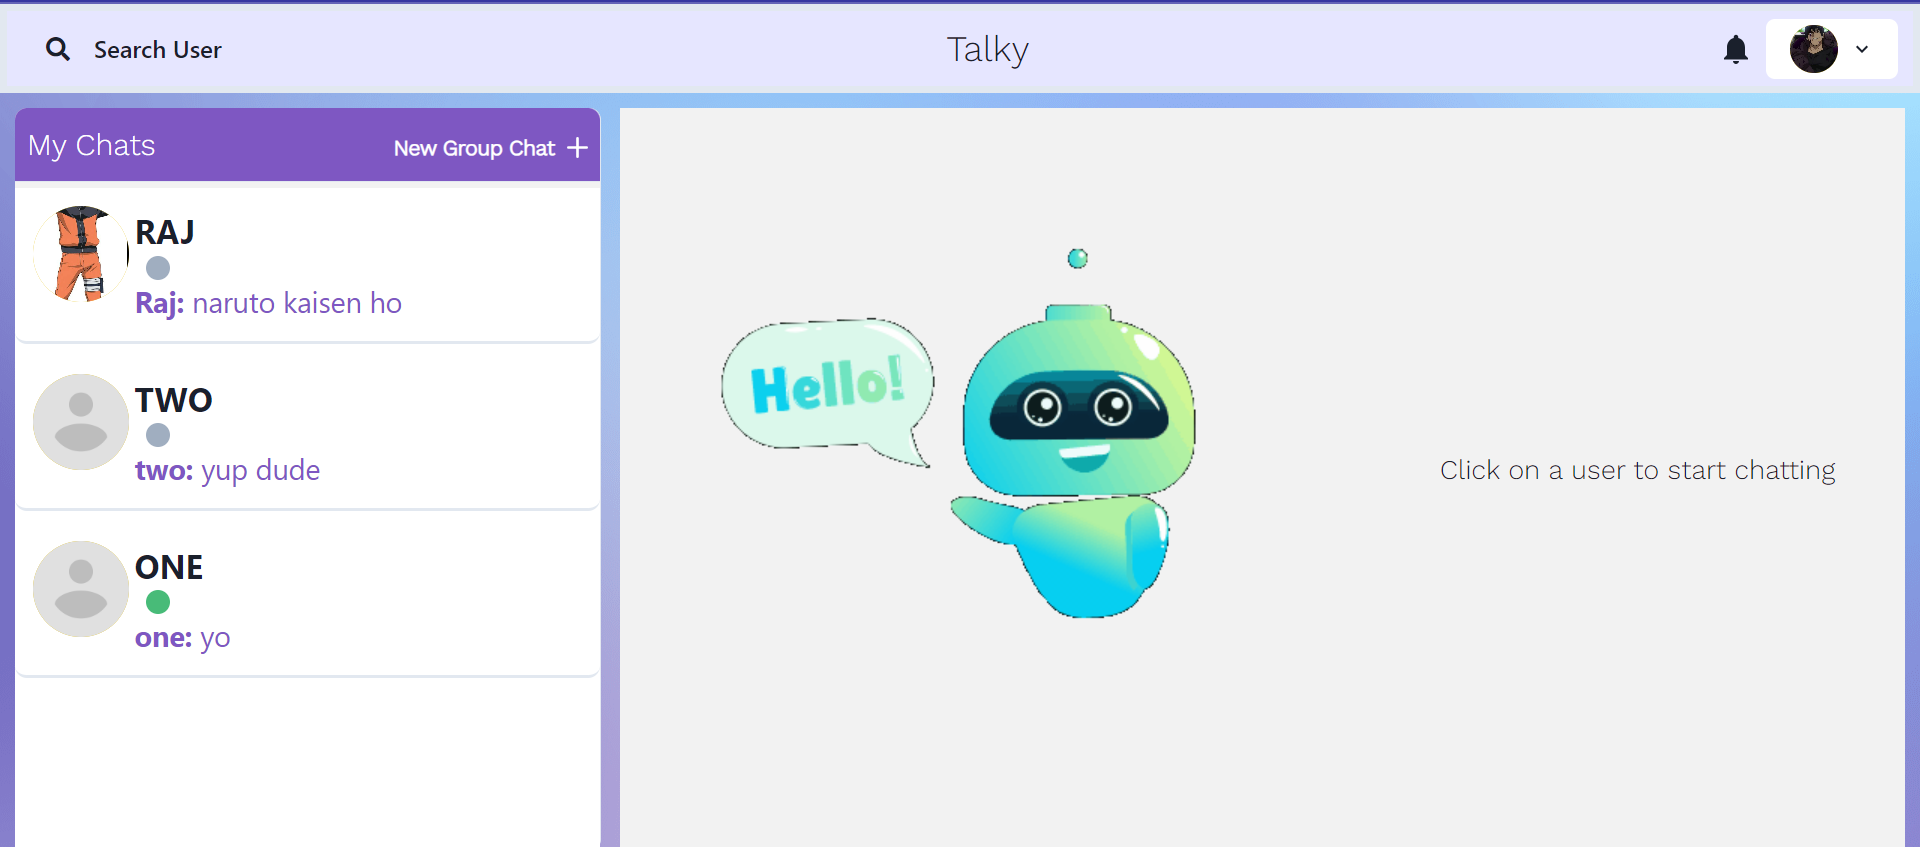 Search User
Talky
My Chats
New Group Chat +
RAJ
Raj: naruto kaisen ho
TWO
two: yup dude
ONE
one: yo
Hello!
Click on a user to start chatting